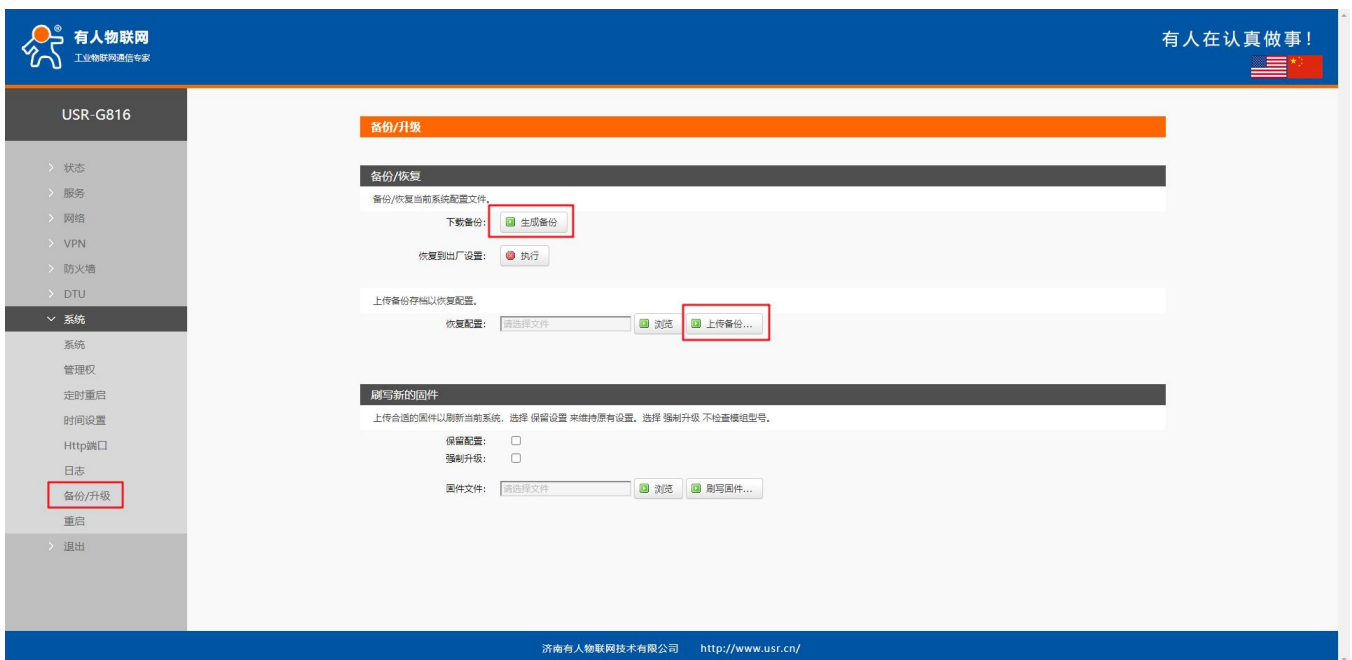 有人物联网
工业物联网通信专家
有人在认真做事!
USR-G816
状态
服务
网络
VPN
防火墙
DTU
系统
系统
管理权
定时重启
时间设置
Http端口
日志
备份/升级
重启
退出
备份/升级
备份/恢复
备份/恢复当前系统配置文件。
下载备份: 生成备份
恢复到出厂设置: 执行
上传备份存档以恢复配置。
恢复配置: 请选择文件 浏览 上传备份...
刷写新的固件
上传合适的固件以刷新当前系统, 选择 保留设置 来维持原有设置。选择 强制升级 不检查模组型号。
保留配置:
强制升级:
固件文件: 请选择文件 浏览 刷写固件...
济南有人物联网技术有限公司 http://www.usr.cn/